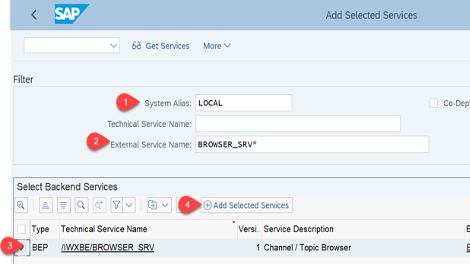 SAP
Add Selected Services
Get Services More
Filter
1 System Alias: LOCAL
Co-Dep
Technical Service Name:
2 External Service Name: BROWSER_SRV*
Select Backend Services
4 Add Selected Services
Type Technical Service Name Versi.. Service Description E
3 BEP /IWXBE/BROWSER_SRV 1 Channel / Topic Browser